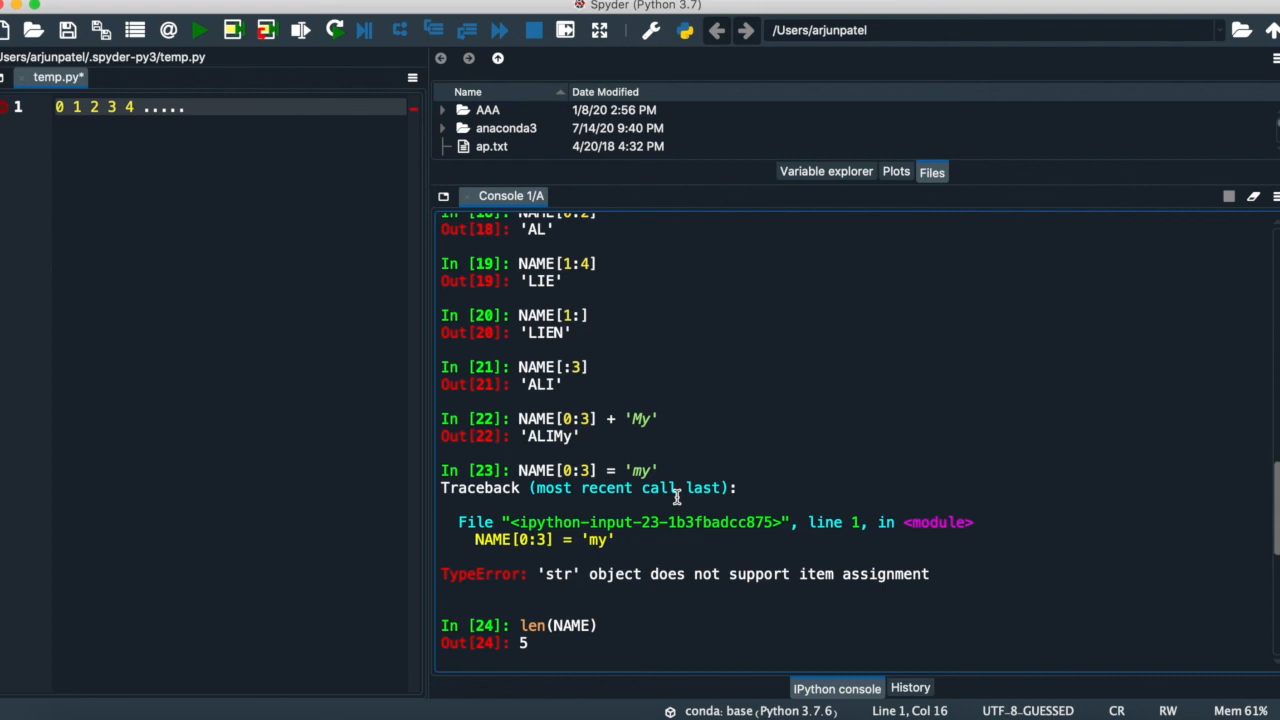 Spyder (Python 3.7)
/Users/arjunpatel
sers/arjunpatel/.spyder-py3/temp.py
temp.py*
1 0 1 2 3 4 .....
Name Date Modified
AAA 1/8/20 2:56 PM
anaconda3 7/14/20 9:40 PM
ap.txt 4/20/18 4:32 PM
Variable explorer Plots Files
Console 1/A
In [18]: NAME[0:2]
Out[18]: 'AL'
In [19]: NAME[1:4]
Out[19]: 'LIE'
In [20]: NAME[1:]
Out[20]: 'LIEN'
In [21]: NAME[:3]
Out[21]: 'ALI'
In [22]: NAME[0:3] + 'My'
Out[22]: 'ALIMy'
In [23]: NAME[0:3] = 'my'
Traceback (most recent call last):
File "<ipython-input-23-1b3fbadcc875>", line 1, in <module>
NAME[0:3] = 'my'
TypeError: 'str' object does not support item assignment
In [24]: len(NAME)
Out[24]: 5
IPython console History
conda: base (Python 3.7.6) Line 1, Col 16 UTF-8-GUESSED CR RW Mem 61%